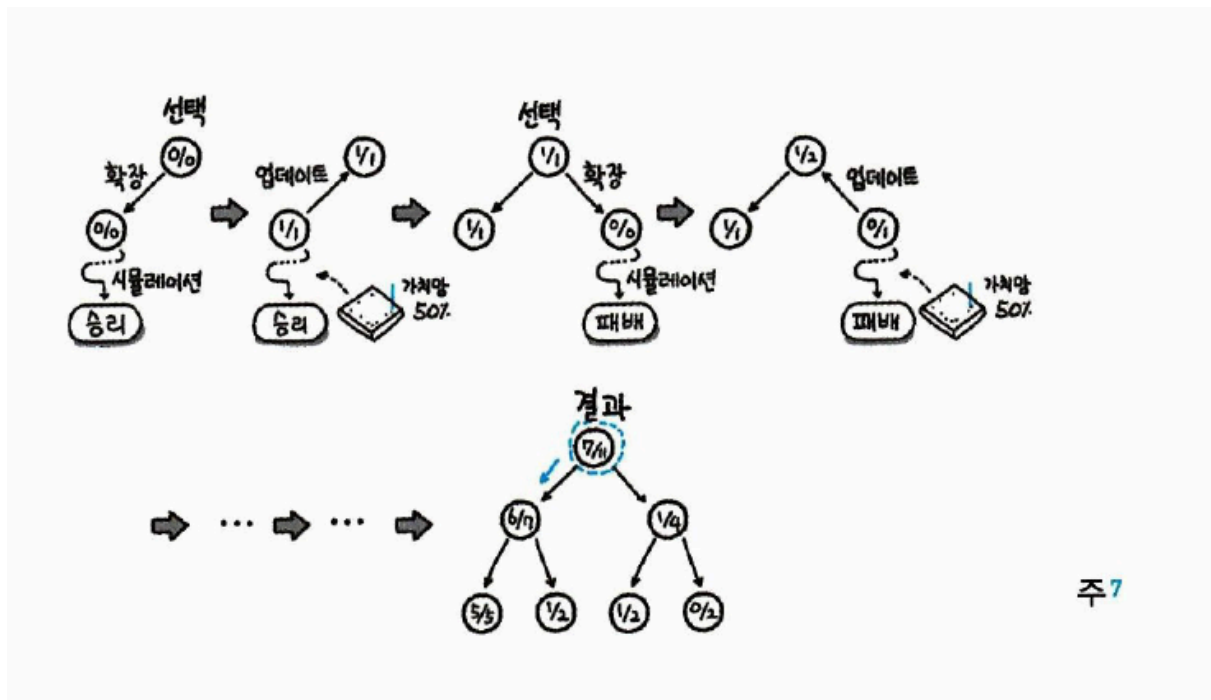 선택
0/0
확장
0/0
시뮬레이션
승리
1/1
업데이트
1/1
승리
가치망
50%
선택
1/1
확장
1/1
0/0
시뮬레이션
패배
1/2
업데이트
1/1
0/1
패배
가치망
50%
결과
7/11
... ...
6/7
1/4
5/5
1/2
1/2
0/2
주7